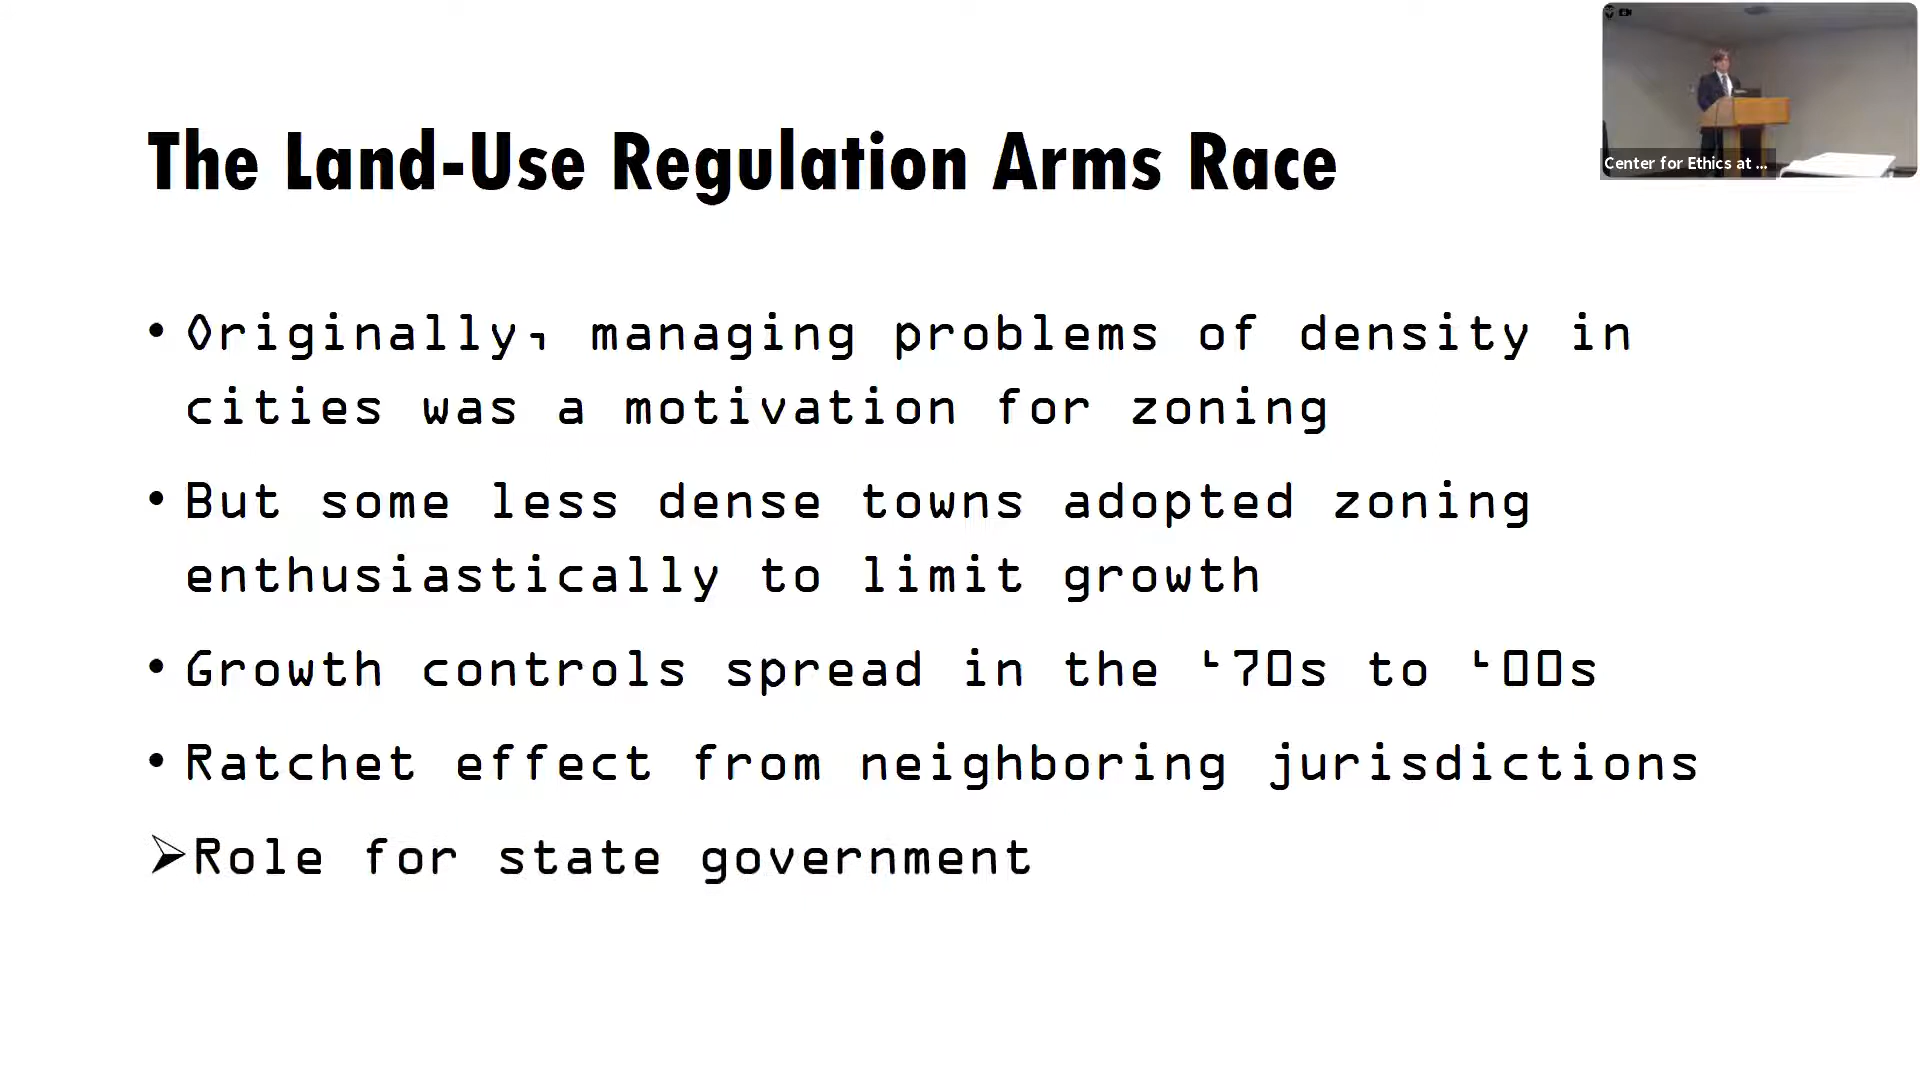 The Land-Use Regulation Arms Race
Center for Ethics at ...
• Originally, managing problems of density in
cities was a motivation for zoning
• But some less dense towns adopted zoning
enthusiastically to limit growth
• Growth controls spread in the ‘70s to ‘00s
• Ratchet effect from neighboring jurisdictions
➢Role for state government